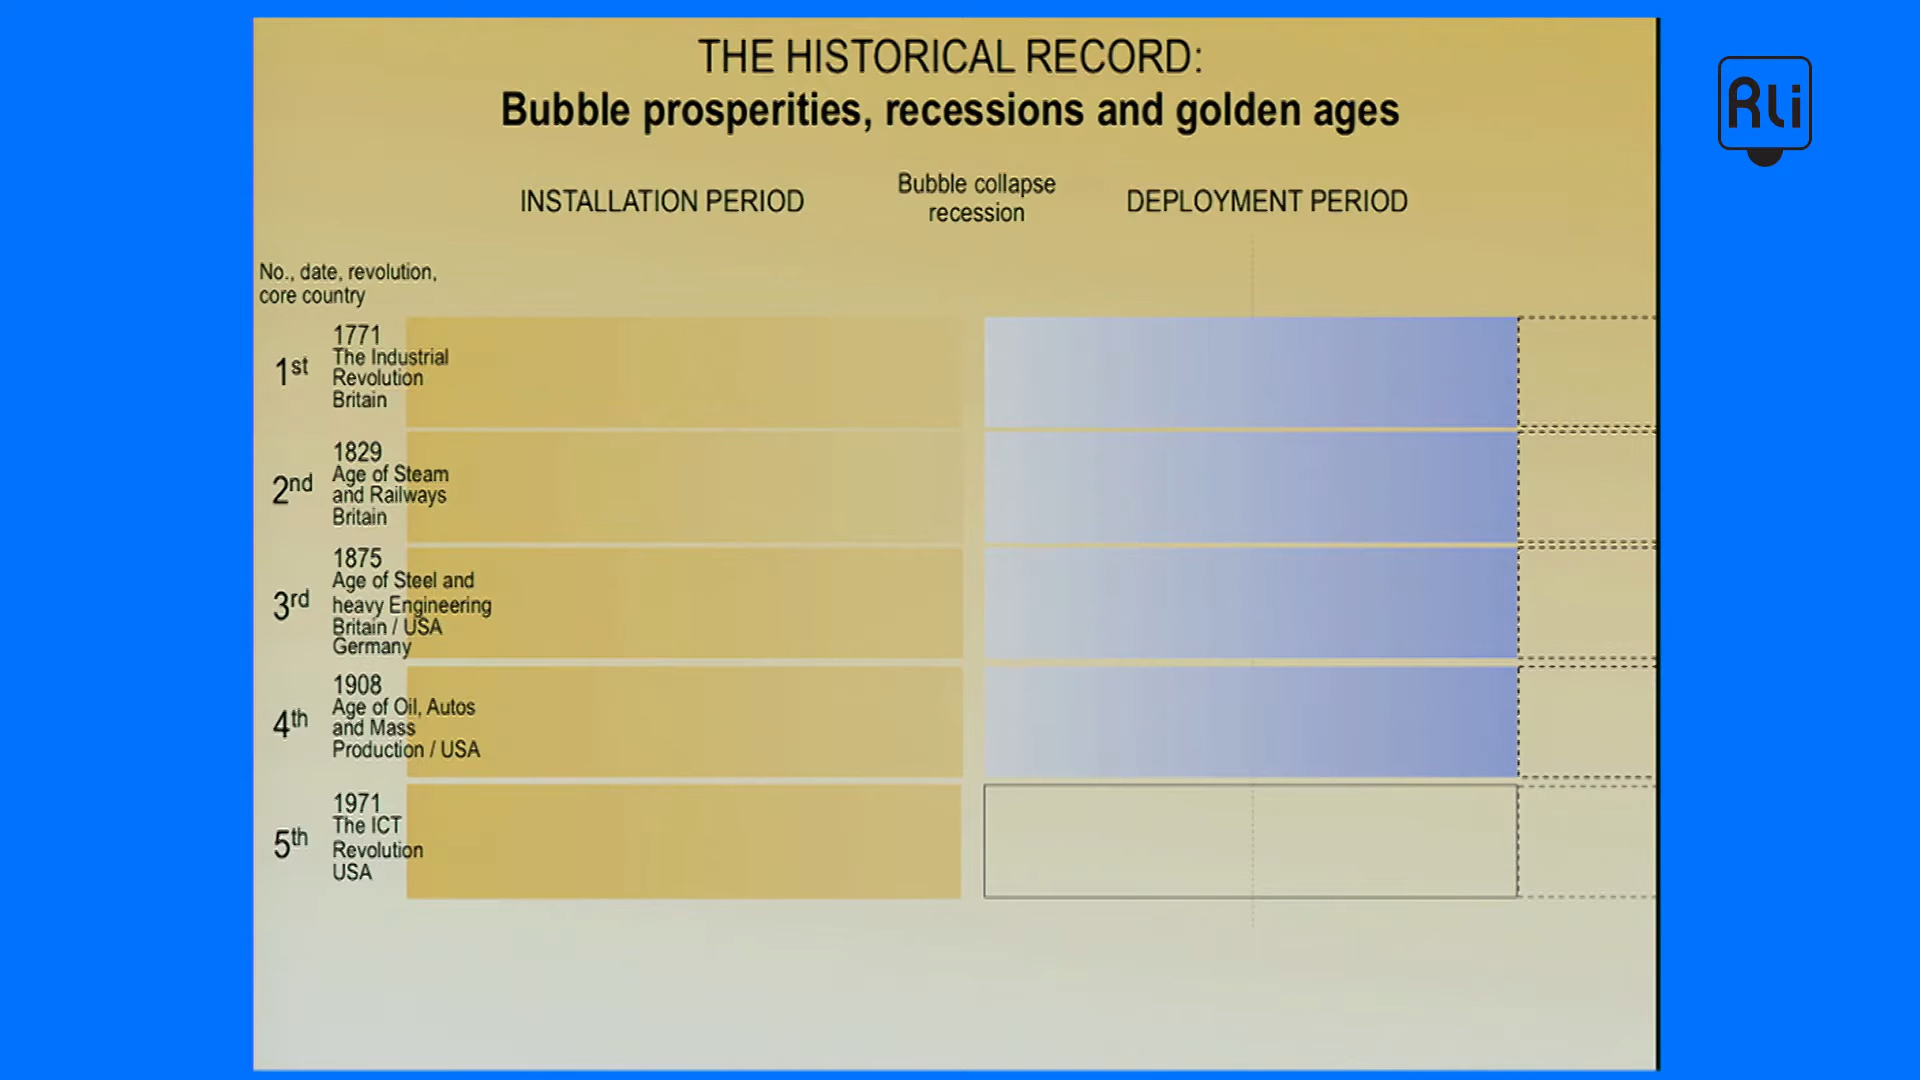 THE HISTORICAL RECORD:
Bubble prosperities, recessions and golden ages
INSTALLATION PERIOD
Bubble collapse
recession
DEPLOYMENT PERIOD
No., date, revolution,
core country
1st
1771
The Industrial
Revolution
Britain
2nd
1829
Age of Steam
and Railways
Britain
3rd
1875
Age of Steel and
heavy Engineering
Britain / USA
Germany
4th
1908
Age of Oil, Autos
and Mass
Production / USA
5th
1971
The ICT
Revolution
USA
RLi